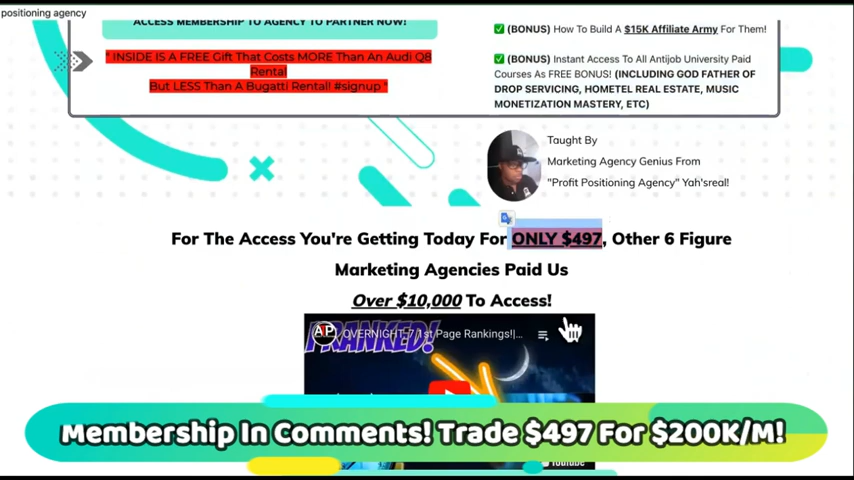 positioning agency
ACCESS MEMBERSHIP TO AGENCY TO PARTNER NOW!
" INSIDE IS A FREE Gift That Costs MORE Than An Audi Q8
Rental
But LESS Than A Bugatti Rental! #signup "
(BONUS) How To Build A $15K Affiliate Army For Them!
(BONUS) Instant Access To All Antijob University Paid
Courses As FREE BONUS! (INCLUDING GOD FATHER OF
DROP SERVICING, HOMETEL REAL ESTATE, MUSIC
MONETIZATION MASTERY, ETC)
Taught By
Marketing Agency Genius From
"Profit Positioning Agency" Yah'sreal!
For The Access You're Getting Today For ONLY $497, Other 6 Figure
Marketing Agencies Paid Us
Over $10,000 To Access!
OVERNIGHT 7 1st Page Rankings!|...
RANKED!
Membership In Comments! Trade $497 For $200K/M!
YouTube